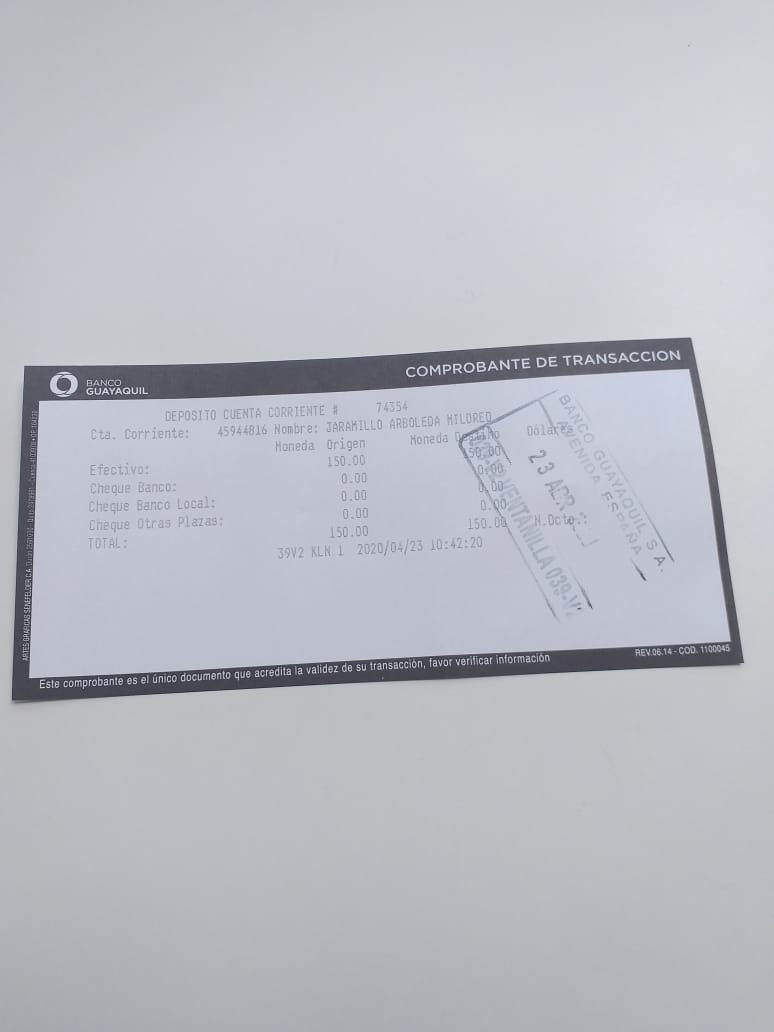 BANCO
GUAYAQUIL
COMPROBANTE DE TRANSACCION
DEPOSITO CUENTA CORRIENTE # 74354
Cta. Corriente: 45944816 Nombre: JARAMILLO ARBOLEDA MILDRED
Moneda Origen Moneda Destino Dólares
Efectivo: 150.00 150.00
Cheque Banco: 0.00 0.00
Cheque Banco Local: 0.00 0.00
Cheque Otras Plazas: 0.00 0.00
TOTAL: 150.00 150.00 N.Dcto.:
39V2 KLN 1 2020/04/23 10:42:20
BANCO GUAYAQUIL S.A.
AVENIDA ESPAÑA
23 ABR
VENTANILLA 039-V2
Este comprobante es el único documento que acredita la validez de su transacción, favor verificar información
REV.06.14 - COD. 1100045
ARTES GRAFICAS SENEFELDER C.A.